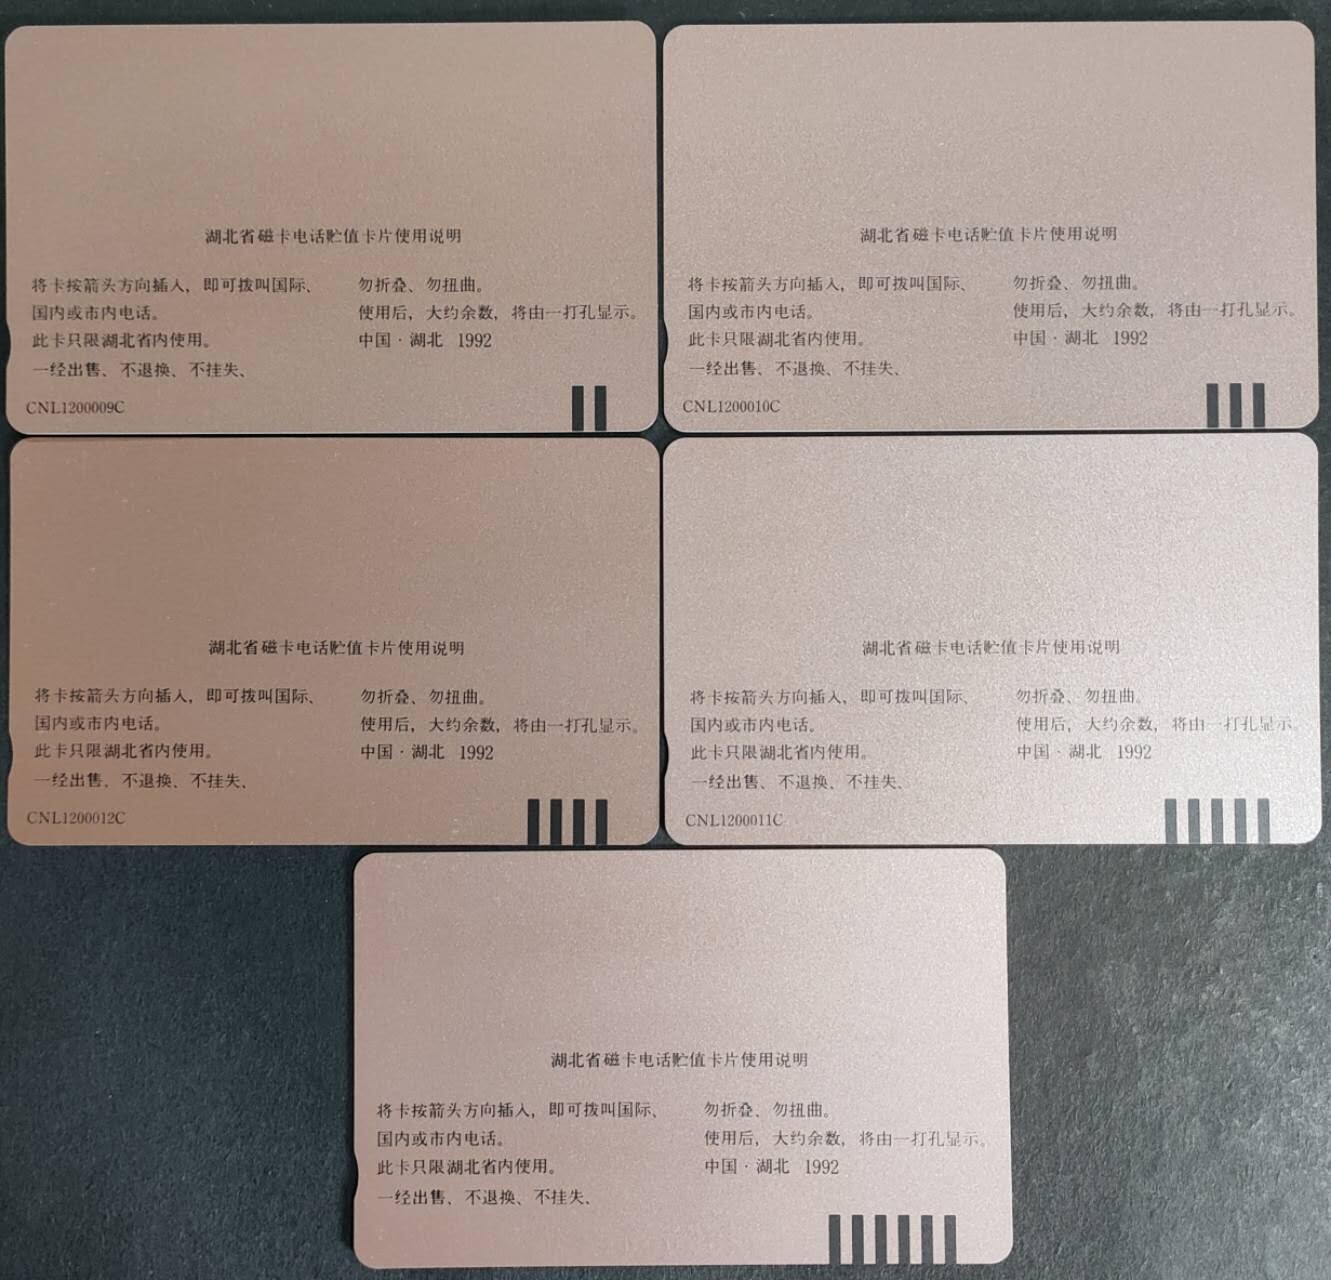 湖北省磁卡电话贮值卡片使用说明
将卡按箭头方向插入,即可拨叫国际、
国内或市内电话。
此卡只限湖北省内使用。
一经出售、不退换、不挂失、
勿折叠、勿扭曲。
使用后,大约余数,将由一打孔显示。
中国·湖北 1992
CNL1200009C
湖北省磁卡电话贮值卡片使用说明
将卡按箭头方向插入,即可拨叫国际、
国内或市内电话。
此卡只限湖北省内使用。
一经出售、不退换、不挂失、
勿折叠、勿扭曲。
使用后,大约余数,将由一打孔显示。
中国·湖北 1992
CNL1200010C
湖北省磁卡电话贮值卡片使用说明
将卡按箭头方向插入,即可拨叫国际、
国内或市内电话。
此卡只限湖北省内使用。
一经出售、不退换、不挂失、
勿折叠、勿扭曲。
使用后,大约余数,将由一打孔显示。
中国·湖北 1992
CNL1200012C
湖北省磁卡电话贮值卡片使用说明
将卡按箭头方向插入,即可拨叫国际、
国内或市内电话。
此卡只限湖北省内使用。
一经出售、不退换、不挂失、
勿折叠、勿扭曲。
使用后,大约余数,将由一打孔显示。
中国·湖北 1992
CNL1200011C
湖北省磁卡电话贮值卡片使用说明
将卡按箭头方向插入,即可拨叫国际、
国内或市内电话。
此卡只限湖北省内使用。
一经出售、不退换、不挂失、
勿折叠、勿扭曲。
使用后,大约余数,将由一打孔显示。
中国·湖北 1992